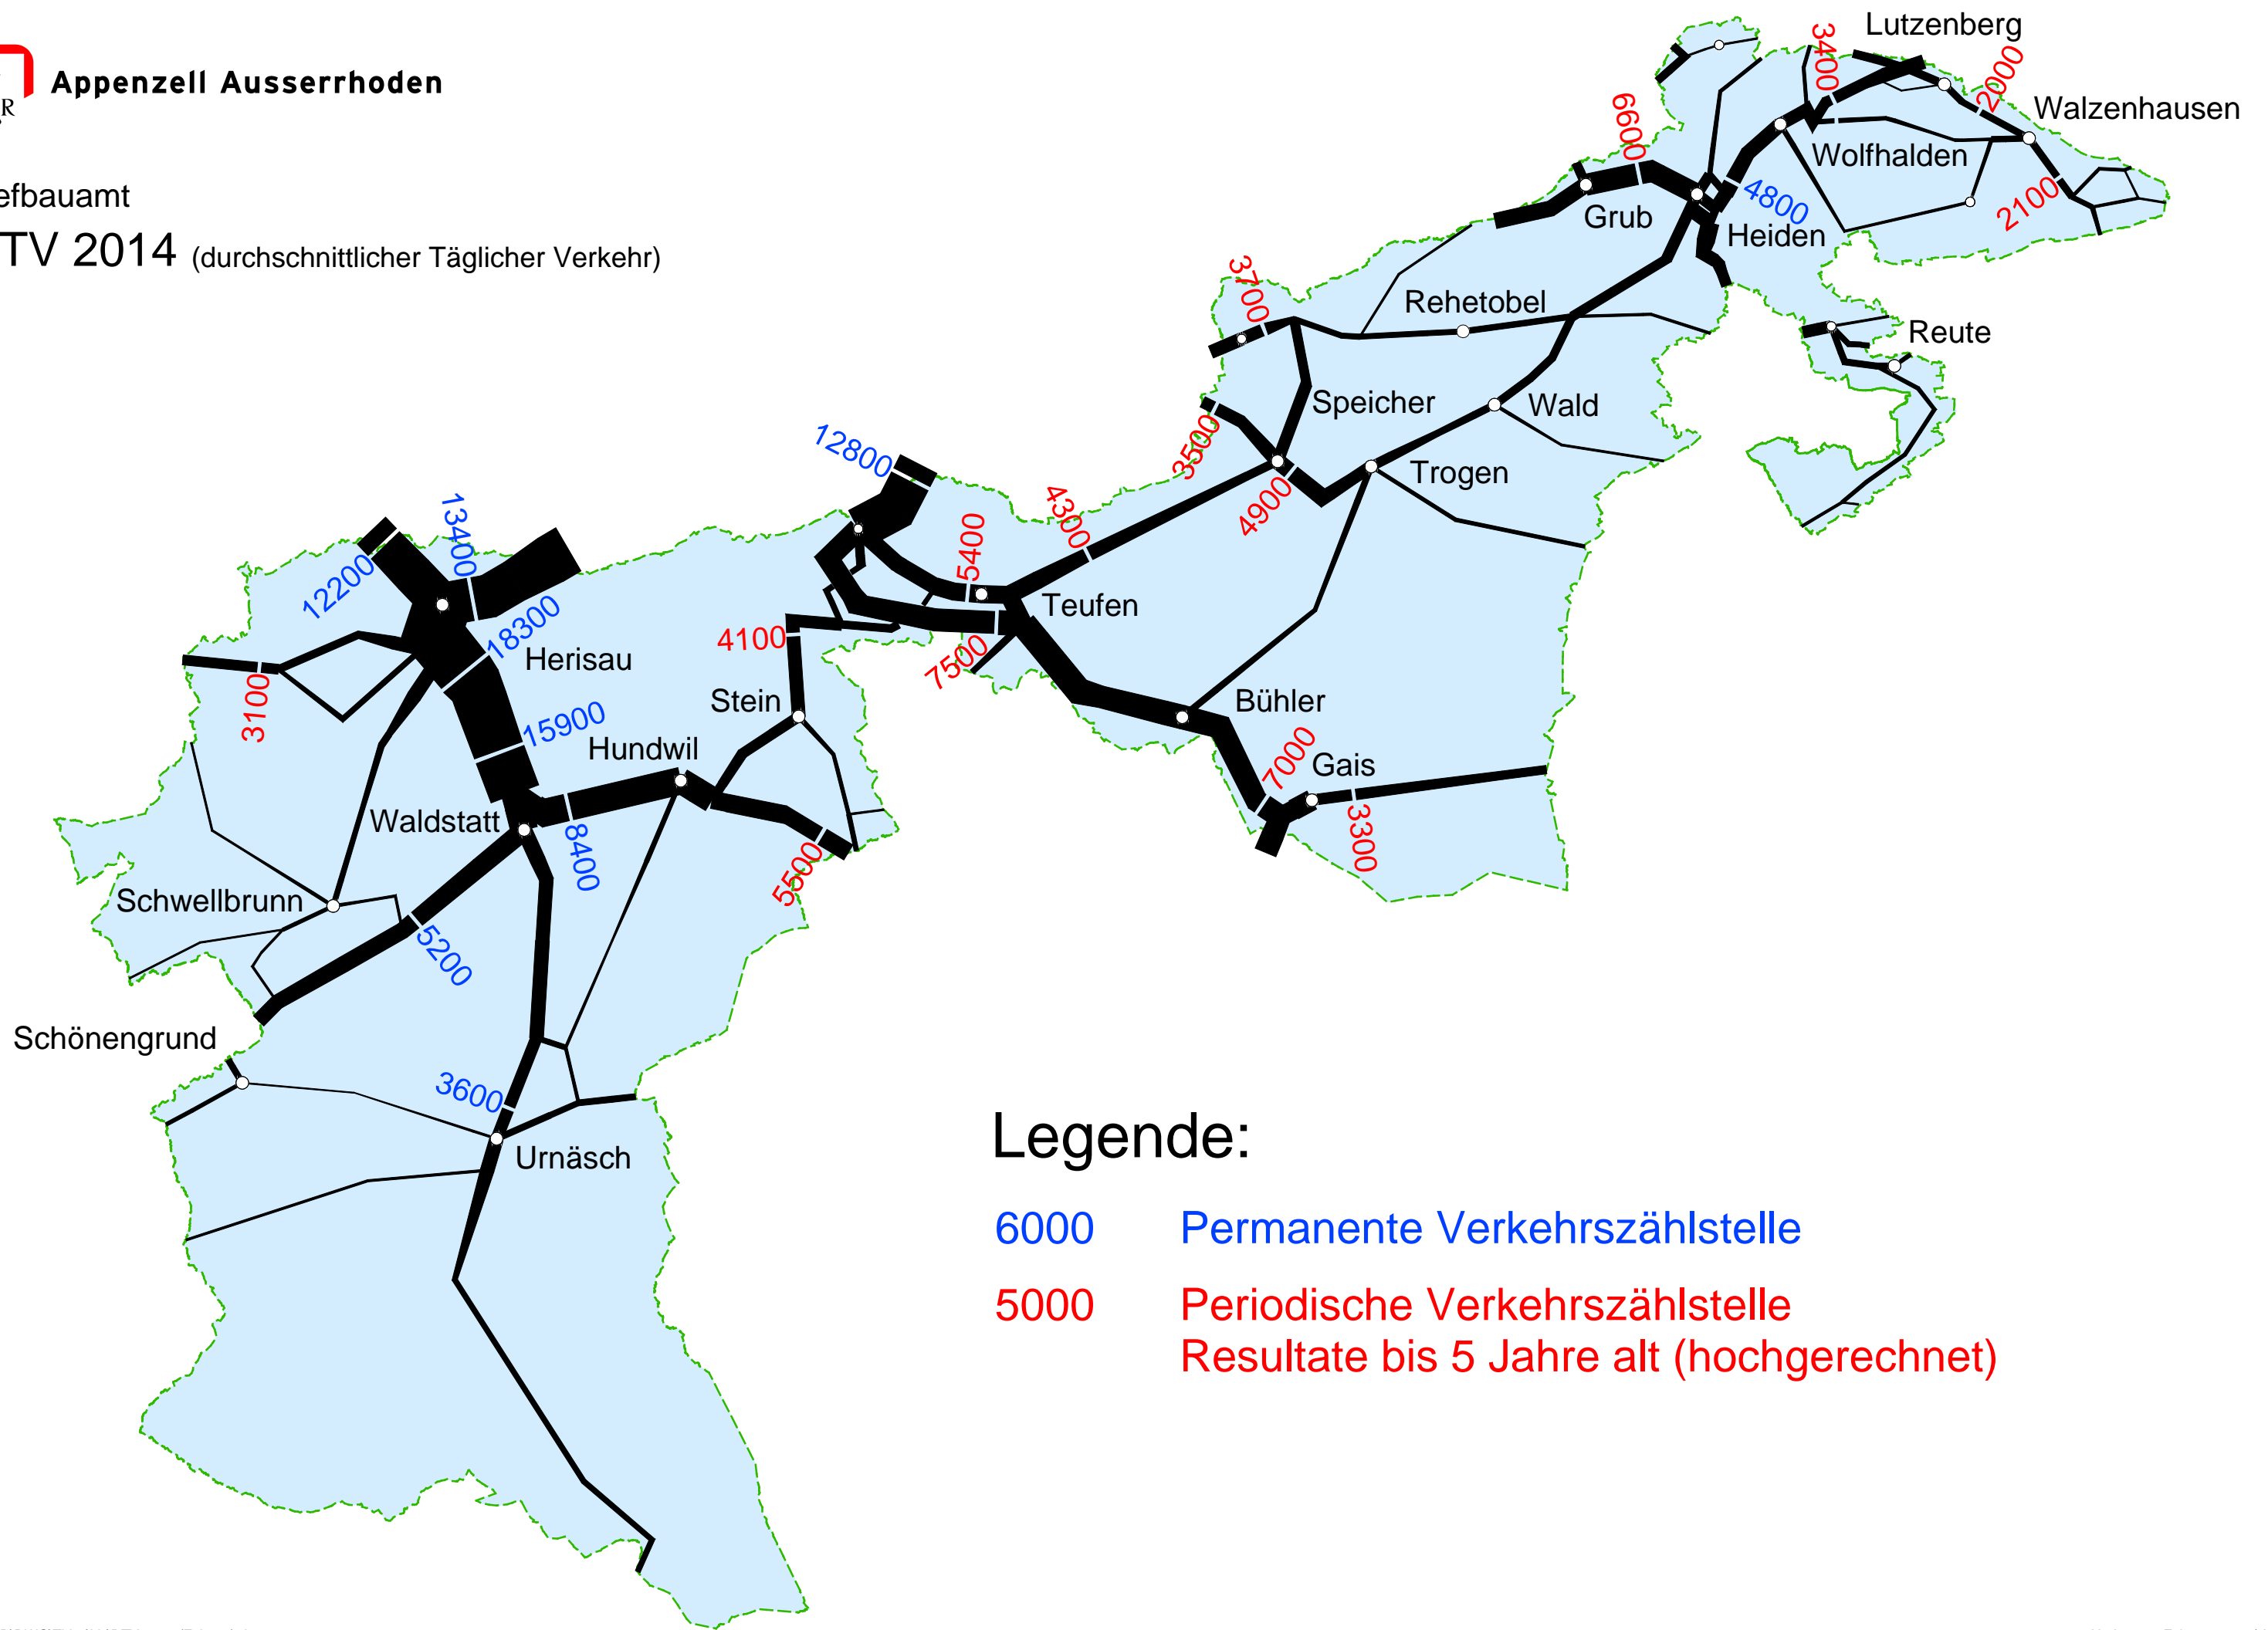 Appenzell Ausserrhoden
R
efbauamt
TV 2014 (durchschnittlicher Täglicher Verkehr)
Lutzenberg
3400
2000
Walzenhausen
6600
Wolfhalden
4800
2100
Grub
Heiden
3700
Rehetobel
Reute
Speicher
Wald
3500
12800
Trogen
4900
4300
13400
5400
12200
18300
Teufen
4100
Herisau
7500
3100
Stein
Bühler
15900
Hundwil
7000
Gais
Waldstatt
8400
3300
5500
Schwellbrunn
5200
Schönengrund
3600
Urnäsch
Legende:
6000 Permanente Verkehrszählstelle
5000 Periodische Verkehrszählstelle
Resultate bis 5 Jahre alt (hochgerechnet)